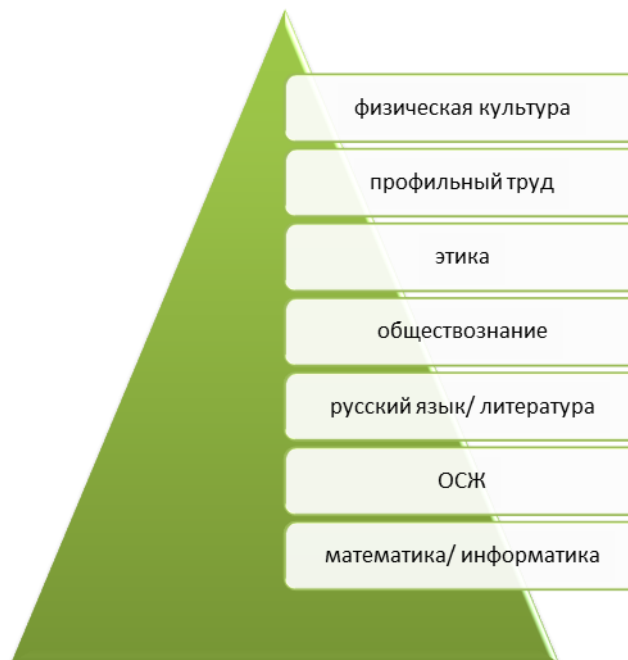 физическая культура
профильный труд
этика
обществознание
русский язык/ литература
ОСЖ
математика/ информатика